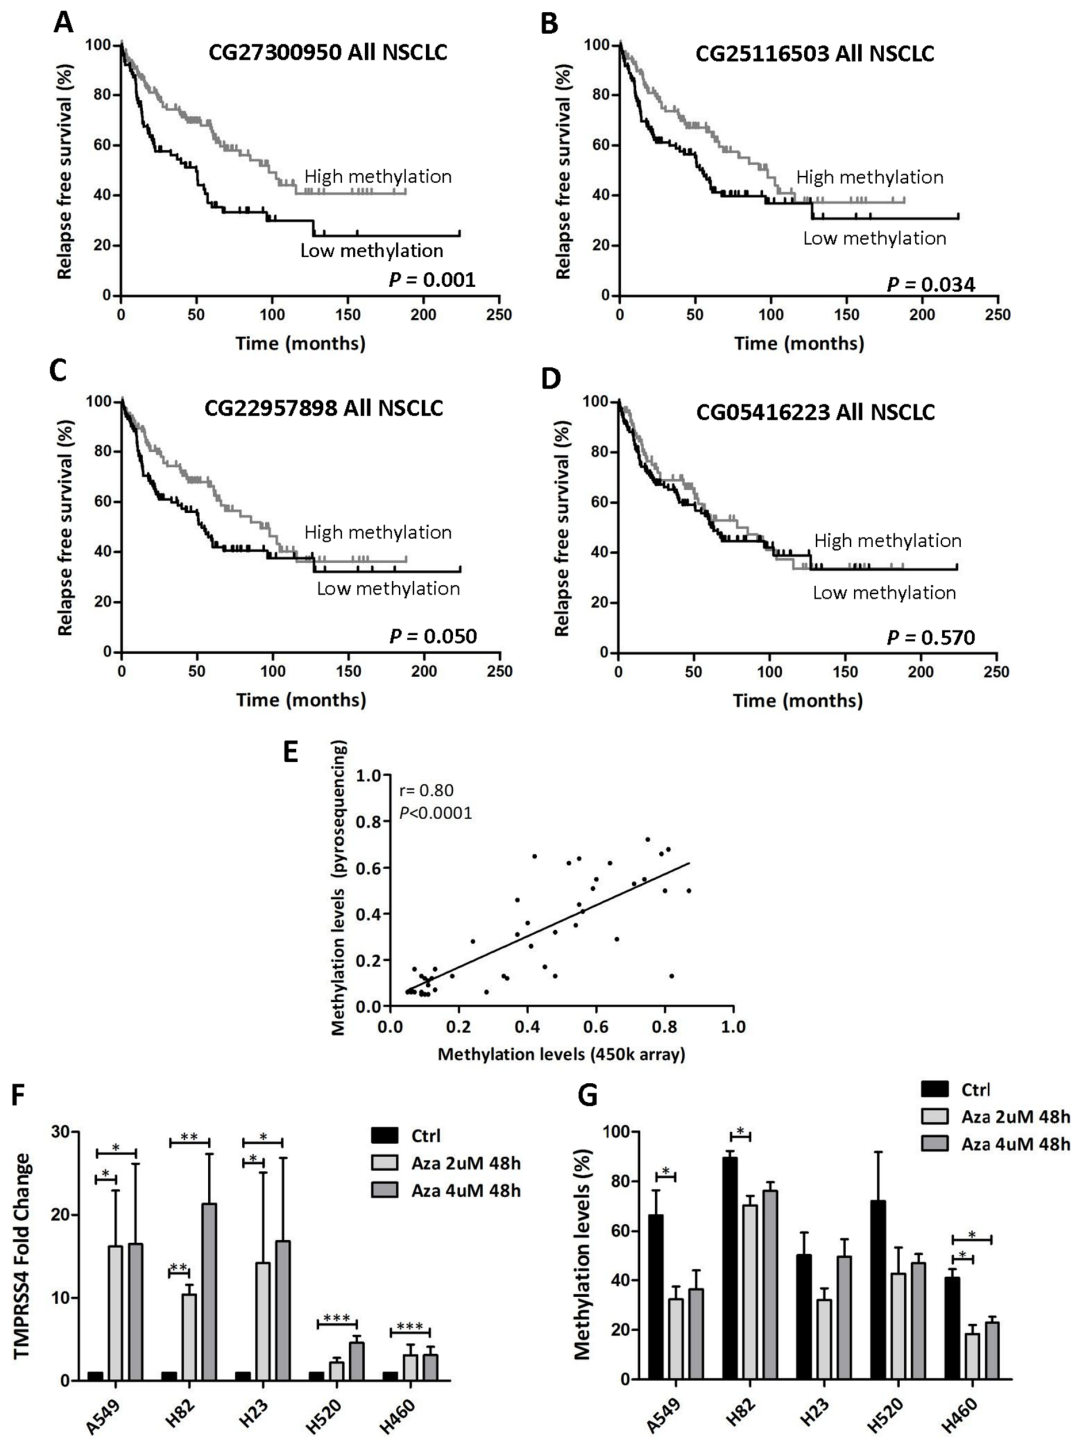 A
CG27300950 All NSCLC
Relapse free survival (%)
100
80
60
40
20
0
High methylation
Low methylation
P = 0.001
0 50 100 150 200 250
Time (months)
B
CG25116503 All NSCLC
Relapse free survival (%)
100
80
60
40
20
0
High methylation
Low methylation
P = 0.034
0 50 100 150 200 250
Time (months)
C
CG22957898 All NSCLC
Relapse free survival (%)
100
80
60
40
20
0
High methylation
Low methylation
P = 0.050
0 50 100 150 200 250
Time (months)
D
CG05416223 All NSCLC
Relapse free survival (%)
100
80
60
40
20
0
High methylation
Low methylation
P = 0.570
0 50 100 150 200 250
Time (months)
E
Methylation levels (pyrosequencing)
1.0
0.8
0.6
0.4
0.2
0.0
r= 0.80
P<0.0001
0.0 0.2 0.4 0.6 0.8 1.0
Methylation levels (450k array)
F
TMPRSS4 Fold Change
30
20
10
0
* * ** ** * * *** ***
Ctrl
Aza 2uM 48h
Aza 4uM 48h
A549 H82 H23 H520 H460
G
Methylation levels (%)
100
80
60
40
20
0
* * * *
Ctrl
Aza 2uM 48h
Aza 4uM 48h
A549 H82 H23 H520 H460